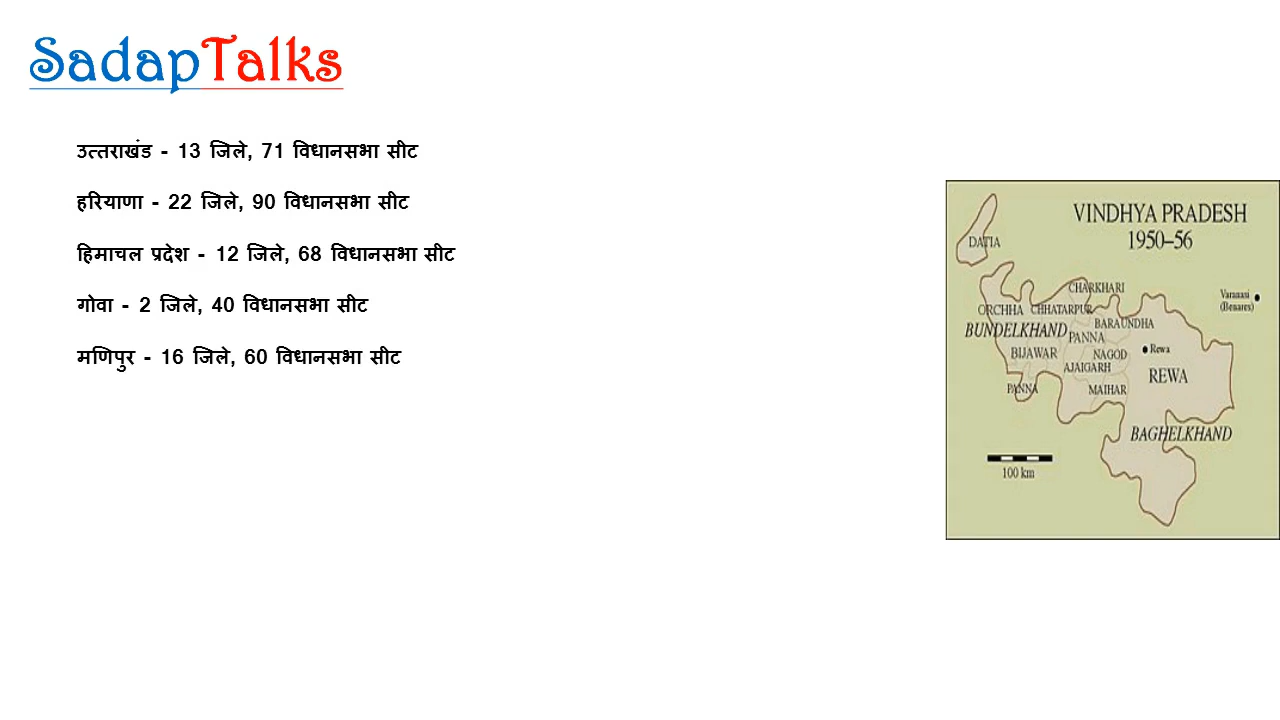 SadapTalks
उत्तराखंड - 13 जिले, 71 विधानसभा सीट
हरियाणा - 22 जिले, 90 विधानसभा सीट
हिमाचल प्रदेश - 12 जिले, 68 विधानसभा सीट
गोवा - 2 जिले, 40 विधानसभा सीट
मणिपुर - 16 जिले, 60 विधानसभा सीट
VINDHYA PRADESH
1950–56
DATIA
CHARKHARI
Varanasi
(Benares)
ORCHHA CHHATARPUR
BARAUNDHA
BUNDELKHAND PANNA
BIJAWAR NAGOD Rewa
AJAIGARH
REWA
PANNA MAIHAR
BAGHELKHAND
100 km